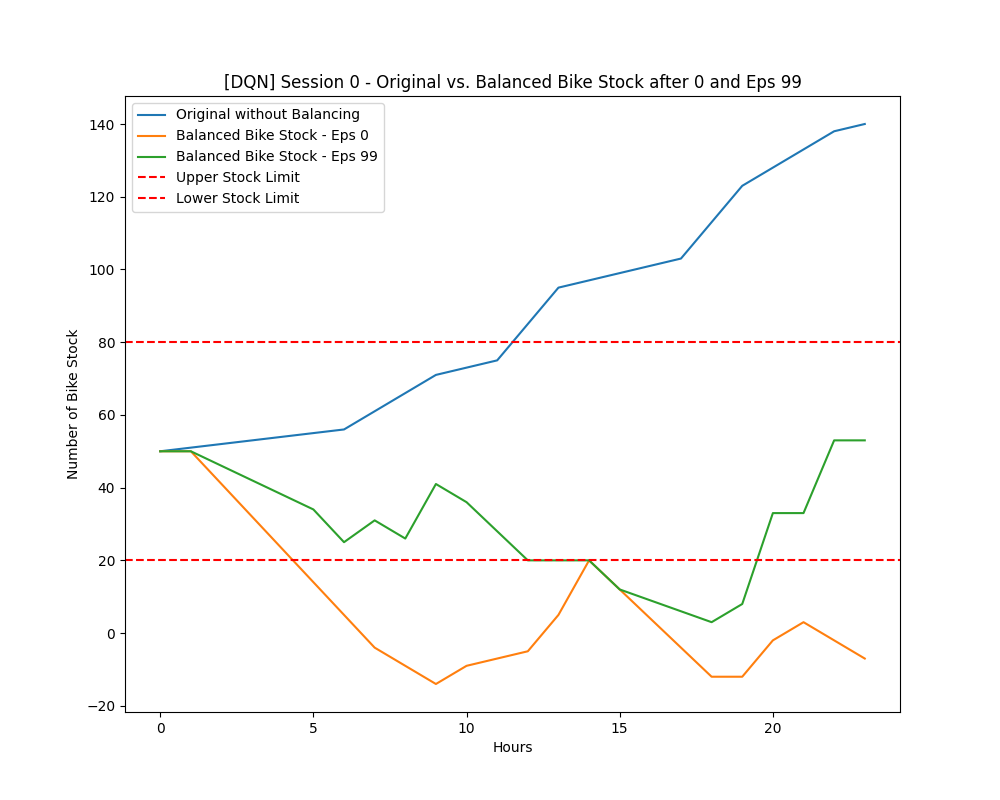 [DQN] Session 0 - Original vs. Balanced Bike Stock after 0 and Eps 99
Original without Balancing
Balanced Bike Stock - Eps 0
Balanced Bike Stock - Eps 99
Upper Stock Limit
Lower Stock Limit
140
120
100
80
60
40
20
0
−20
Number of Bike Stock
0 5 10 15 20
Hours